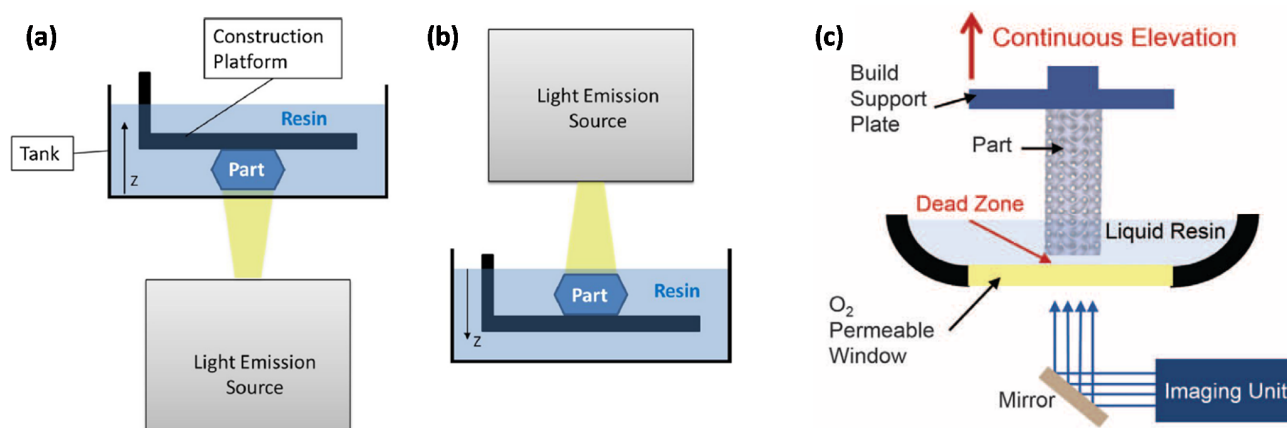 (a)
Construction
Platform
Resin
Tank
Z
Part
Light Emission
Source
(b)
Light Emission
Source
Part
Resin
Z
(c)
Continuous Elevation
Build
Support
Plate
Part
Dead Zone
Liquid Resin
O₂
Permeable
Window
Mirror
Imaging Unit